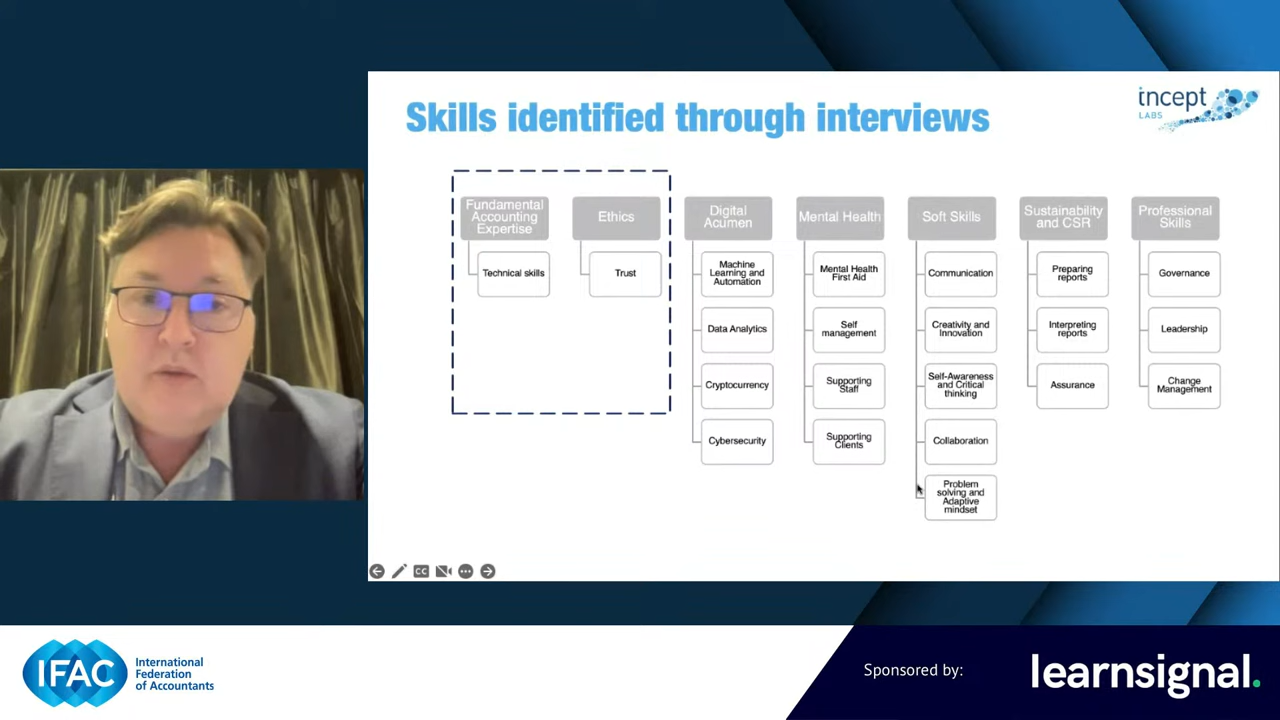 Skills identified through interviews
incept
LABS
Fundamental
Accounting
Expertise
Technical skills
Ethics
Trust
Digital
Acumen
Machine
Learning and
Automation
Data Analytics
Cryptocurrency
Cybersecurity
Mental Health
Mental Health
First Aid
Self
management
Supporting
Staff
Supporting
Clients
Soft Skills
Communication
Creativity and
Innovation
Self-Awareness
and Critical
thinking
Collaboration
Problem
solving and
Adaptive
mindset
Sustainability
and CSR
Preparing
reports
Interpreting
reports
Assurance
Professional
Skills
Governance
Leadership
Change
Management
CC
IFAC
International
Federation
of Accountants
Sponsored by:
learnsignal.